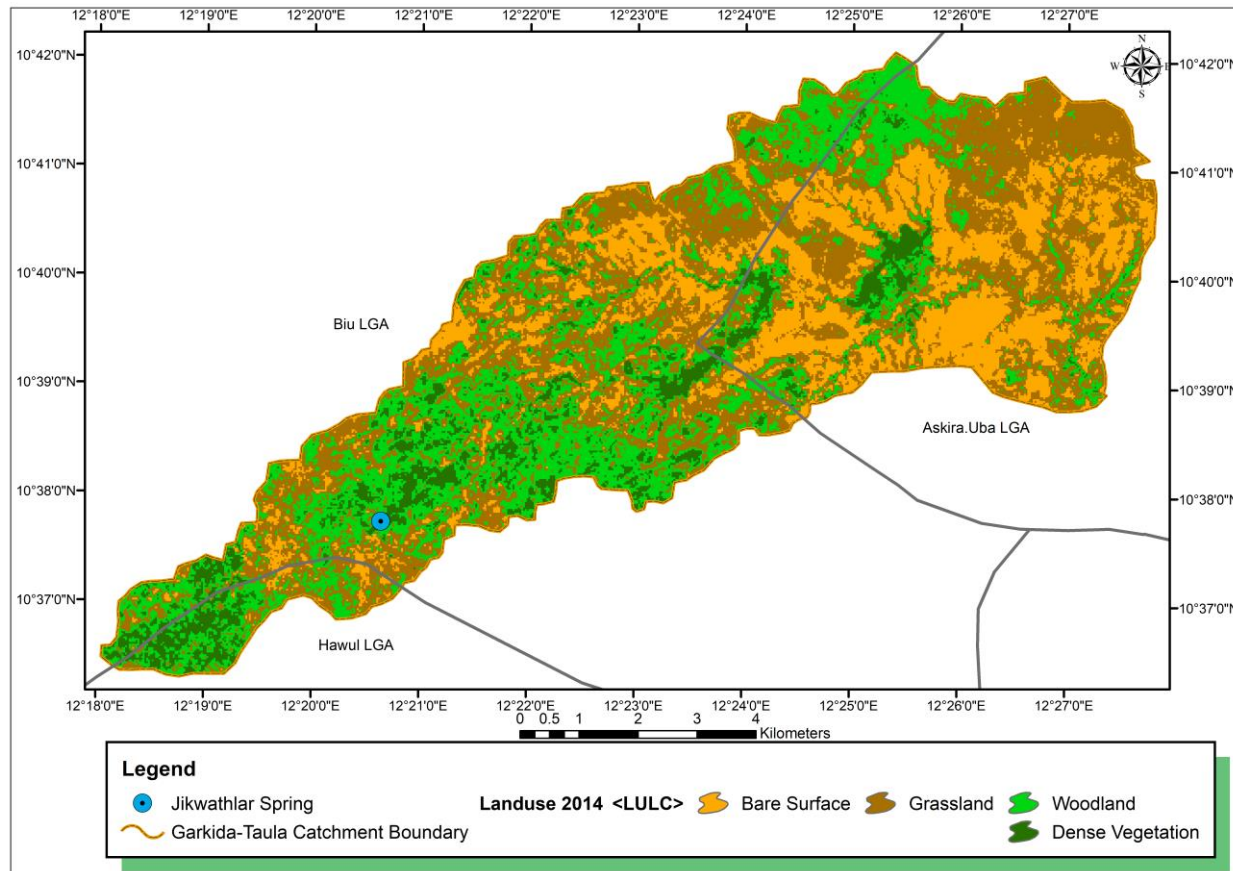 12°18'0"E 12°19'0"E 12°20'0"E 12°21'0"E 12°22'0"E 12°23'0"E 12°24'0"E 12°25'0"E 12°26'0"E 12°27'0"E
N
W E
S
10°42'0"N 10°42'0"N
10°41'0"N 10°41'0"N
10°40'0"N 10°40'0"N
Biu LGA
10°39'0"N 10°39'0"N
Askira.Uba LGA
10°38'0"N 10°38'0"N
10°37'0"N 10°37'0"N
Hawul LGA
12°18'0"E 12°19'0"E 12°20'0"E 12°21'0"E 12°22'0"E 12°23'0"E 12°24'0"E 12°25'0"E 12°26'0"E 12°27'0"E
0 0.5 1 2 3 4
Kilometers
Legend
Jikwathlar Spring Landuse 2014 <LULC> Bare Surface Grassland Woodland
Garkida-Taula Catchment Boundary Dense Vegetation